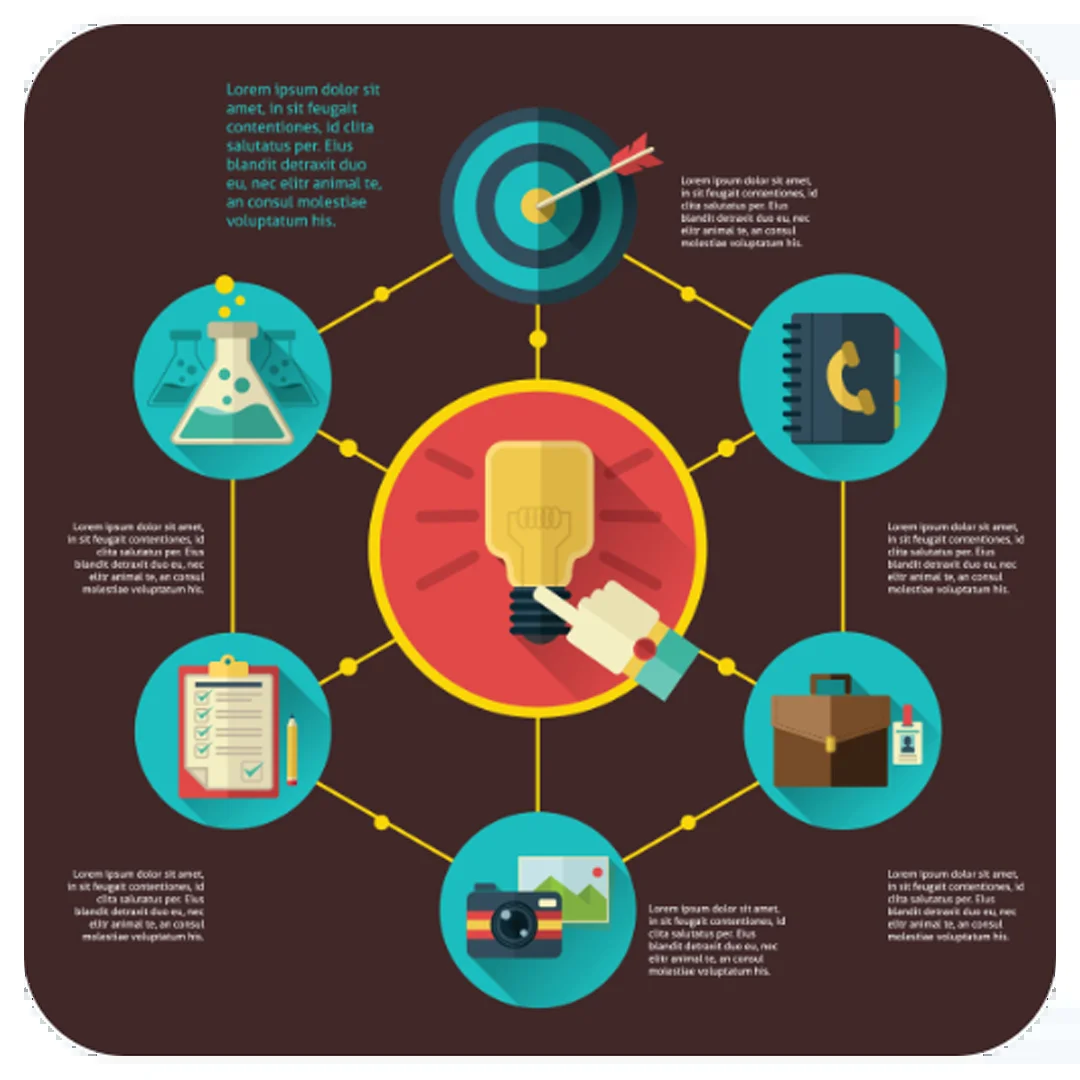 Lorem ipsum dolor sit
amet, in sit feugait
contentiones, id clita
salutatus per. Eius
blandit detraxit duo
eu, nec elitr animal te,
an consul molestiae
voluptatum his.
Lorem ipsum dolor sit amet,
in sit feugait contentiones, id
clita salutatus per. Eius
blandit detraxit duo eu, nec
elitr animal te, an consul
molestiae voluptatum his.
Lorem ipsum dolor sit amet,
in sit feugait contentiones, id
clita salutatus per. Eius
blandit detraxit duo eu, nec
elitr animal te, an consul
molestiae voluptatum his.
Lorem ipsum dolor sit amet,
in sit feugait contentiones, id
clita salutatus per. Eius
blandit detraxit duo eu, nec
elitr animal te, an consul
molestiae voluptatum his.
Lorem ipsum dolor sit amet,
in sit feugait contentiones, id
clita salutatus per. Eius
blandit detraxit duo eu, nec
elitr animal te, an consul
molestiae voluptatum his.
Lorem ipsum dolor sit amet,
in sit feugait contentiones, id
clita salutatus per. Eius
blandit detraxit duo eu, nec
elitr animal te, an consul
molestiae voluptatum his.
Lorem ipsum dolor sit amet,
in sit feugait contentiones, id
clita salutatus per. Eius
blandit detraxit duo eu, nec
elitr animal te, an consul
molestiae voluptatum his.